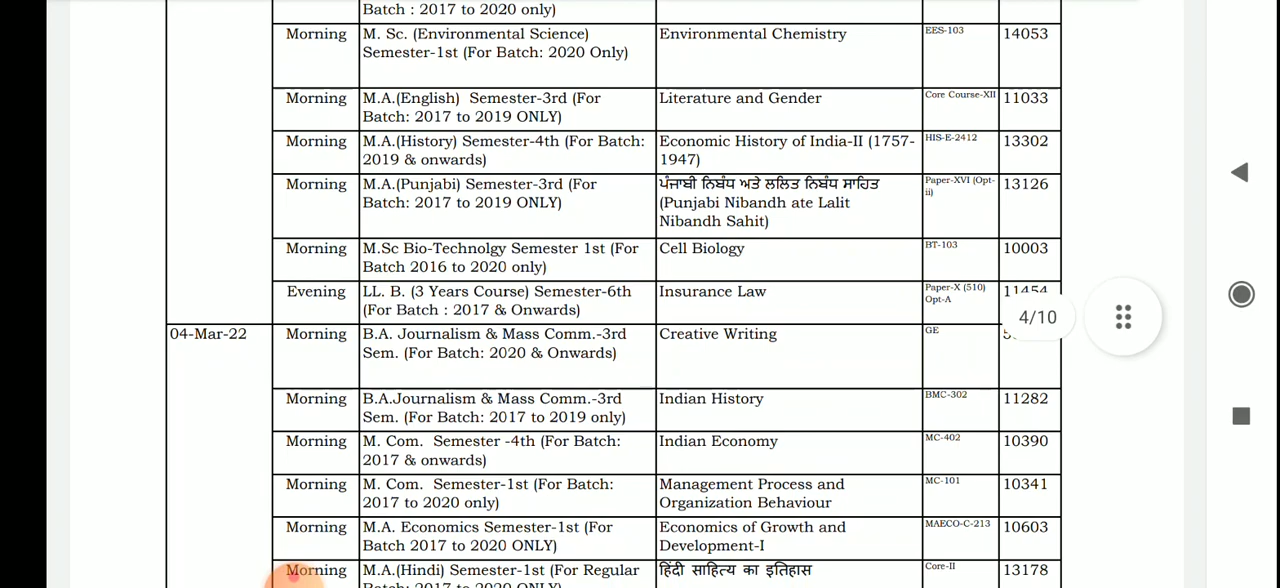 Batch : 2017 to 2020 only)
Morning M. Sc. (Environmental Science) Environmental Chemistry EES-103 14053
Semester-1st (For Batch: 2020 Only)
Morning M.A.(English) Semester-3rd (For Literature and Gender Core Course-XII 11033
Batch: 2017 to 2019 ONLY)
Morning M.A.(History) Semester-4th (For Batch: Economic History of India-II (1757- HIS-E-2412 13302
2019 & onwards) 1947)
Morning M.A.(Punjabi) Semester-3rd (For ਪੰਜਾਬੀ ਨਿਬੰਧ ਅਤੇ ਲਲਿਤ ਨਿਬੰਧ ਸਾਹਿਤ Paper-XVI (Opt- 13126
Batch: 2017 to 2019 ONLY) (Punjabi Nibandh ate Lalit ii)
Nibandh Sahit)
Morning M.Sc Bio-Technolgy Semester 1st (For Cell Biology BT-103 10003
Batch 2016 to 2020 only)
Evening LL. B. (3 Years Course) Semester-6th Insurance Law Paper-X (510) 11454
(For Batch : 2017 & Onwards) Opt-A
4/10
04-Mar-22 Morning B.A. Journalism & Mass Comm.-3rd Creative Writing GE
Sem. (For Batch: 2020 & Onwards)
Morning B.A.Journalism & Mass Comm.-3rd Indian History BMC-302 11282
Sem. (For Batch: 2017 to 2019 only)
Morning M. Com. Semester -4th (For Batch: Indian Economy MC-402 10390
2017 & onwards)
Morning M. Com. Semester-1st (For Batch: Management Process and MC-101 10341
2017 to 2020 only) Organization Behaviour
Morning M.A. Economics Semester-1st (For Economics of Growth and MAECO-C-213 10603
Batch 2017 to 2020 ONLY) Development-I
Morning M.A.(Hindi) Semester-1st (For Regular हिंदी साहित्य का इतिहास Core-II 13178
Batch: 2017 to 2020 ONLY)